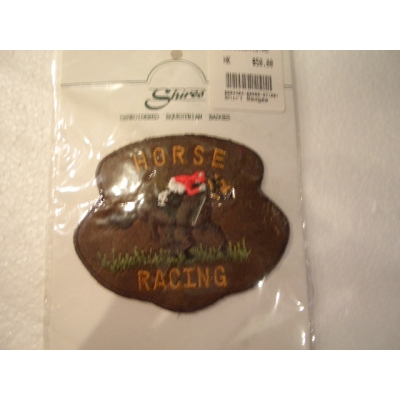 HK $50.00
Shires
EMBROIDERED EQUESTRIAN BADGES
HORSE
RACING